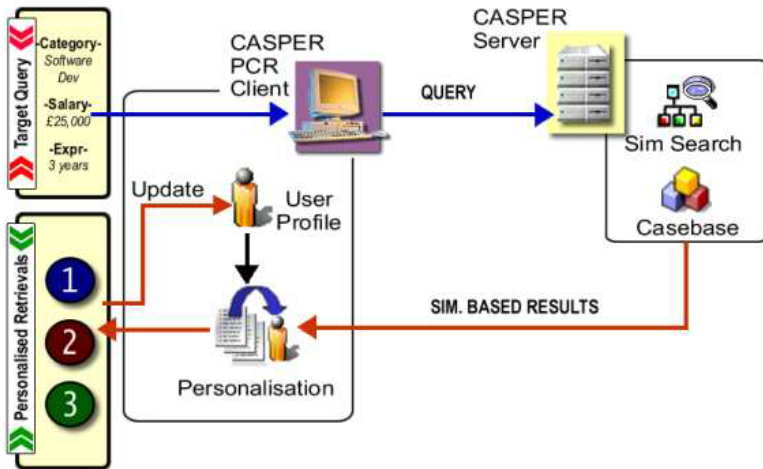 Target Query
-Category-
Software
Dev
-Salary-
£25,000
-Expr-
3 years
CASPER
PCR
Client
QUERY
CASPER
Server
Sim Search
Casebase
Update
User
Profile
SIM. BASED RESULTS
Personalisation
Personalised Retrievals
1
2
3